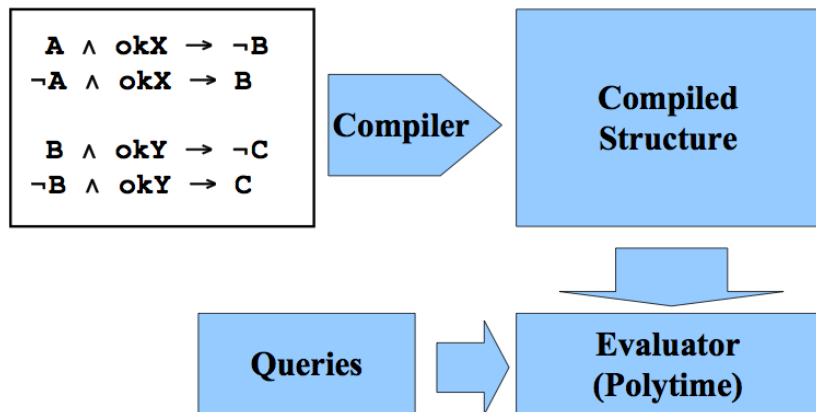 A ∧ okX → ¬B
¬A ∧ okX → B
B ∧ okY → ¬C
¬B ∧ okY → C
Compiler
Compiled
Structure
Queries
Evaluator
(Polytime)